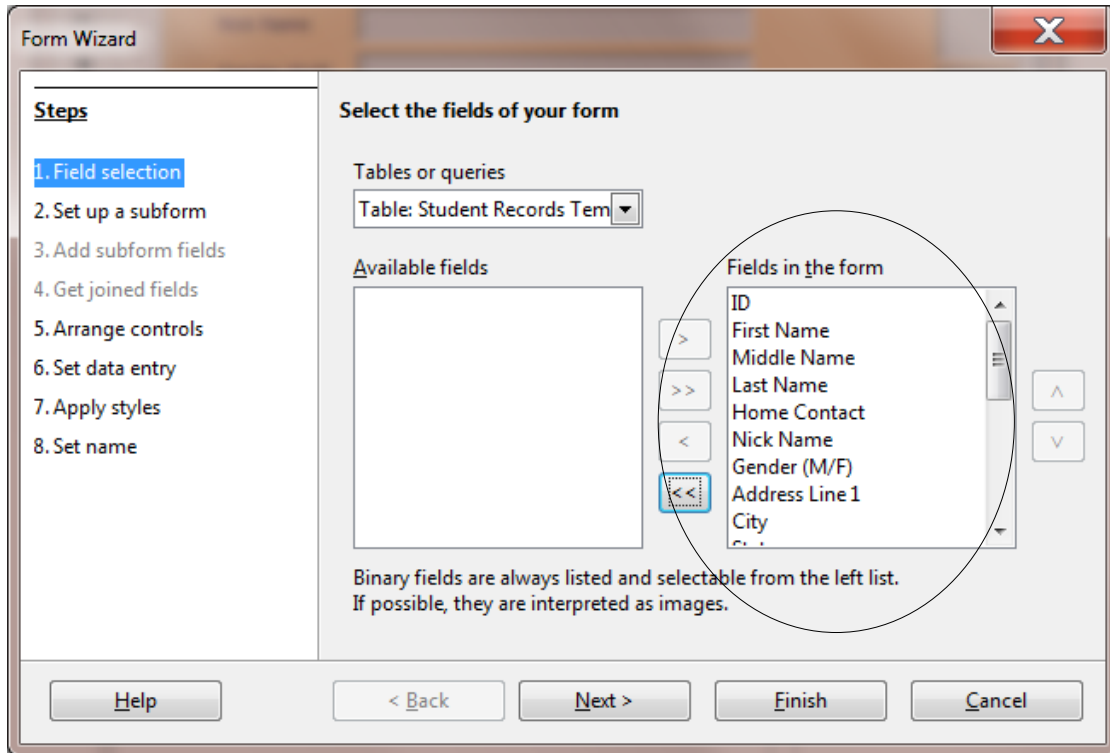 Form Wizard
Steps
1. Field selection
2. Set up a subform
3. Add subform fields
4. Get joined fields
5. Arrange controls
6. Set data entry
7. Apply styles
8. Set name
Select the fields of your form
Tables or queries
Table: Student Records Tem
Available fields
>
>>
<
<<
Fields in the form
ID
First Name
Middle Name
Last Name
Home Contact
Nick Name
Gender (M/F)
Address Line 1
City
˄
˅
Binary fields are always listed and selectable from the left list.
If possible, they are interpreted as images.
Help
< Back
Next >
Finish
Cancel